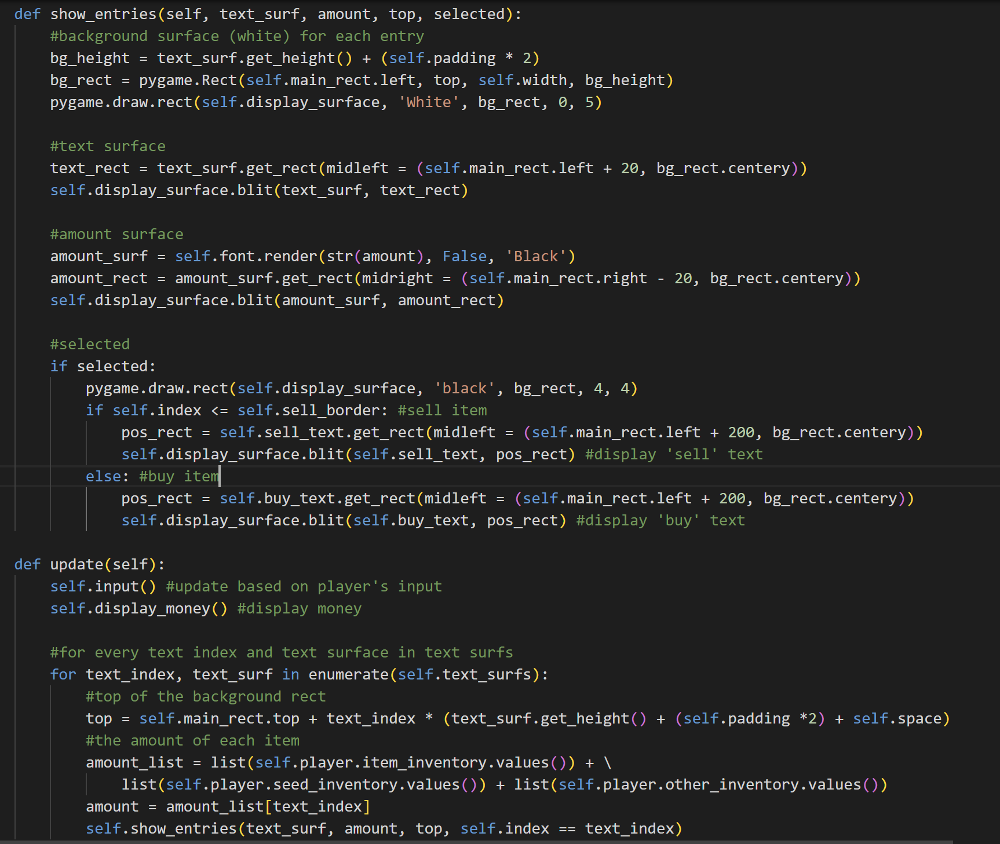 def show_entries(self, text_surf, amount, top, selected):
    #background surface (white) for each entry
    bg_height = text_surf.get_height() + (self.padding * 2)
    bg_rect = pygame.Rect(self.main_rect.left, top, self.width, bg_height)
    pygame.draw.rect(self.display_surface, 'White', bg_rect, 0, 5)

    #text surface
    text_rect = text_surf.get_rect(midleft = (self.main_rect.left + 20, bg_rect.centery))
    self.display_surface.blit(text_surf, text_rect)

    #amount surface
    amount_surf = self.font.render(str(amount), False, 'Black')
    amount_rect = amount_surf.get_rect(midright = (self.main_rect.right - 20, bg_rect.centery))
    self.display_surface.blit(amount_surf, amount_rect)

    #selected
    if selected:
        pygame.draw.rect(self.display_surface, 'black', bg_rect, 4, 4)
        if self.index <= self.sell_border: #sell item
            pos_rect = self.sell_text.get_rect(midleft = (self.main_rect.left + 200, bg_rect.centery))
            self.display_surface.blit(self.sell_text, pos_rect) #display 'sell' text
        else: #buy item
            pos_rect = self.buy_text.get_rect(midleft = (self.main_rect.left + 200, bg_rect.centery))
            self.display_surface.blit(self.buy_text, pos_rect) #display 'buy' text

def update(self):
    self.input() #update based on player's input
    self.display_money() #display money

    #for every text index and text surface in text surfs
    for text_index, text_surf in enumerate(self.text_surfs):
        #top of the background rect
        top = self.main_rect.top + text_index * (text_surf.get_height() + (self.padding *2) + self.space)
        #the amount of each item
        amount_list = list(self.player.item_inventory.values()) + \
            list(self.player.seed_inventory.values()) + list(self.player.other_inventory.values())
        amount = amount_list[text_index]
        self.show_entries(text_surf, amount, top, self.index == text_index)